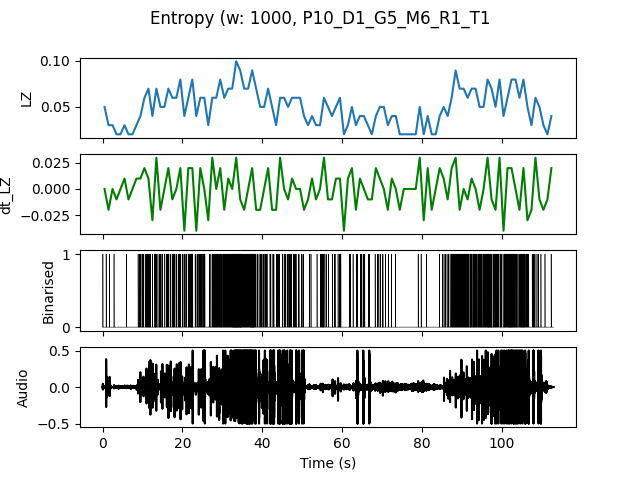 Entropy (w: 1000, P10_D1_G5_M6_R1_T1
0.10
0.05
LZ
0.025
0.000
−0.025
dt_LZ
1
0
Binarised
0.5
0.0
−0.5
Audio
0 20 40 60 80 100
Time (s)